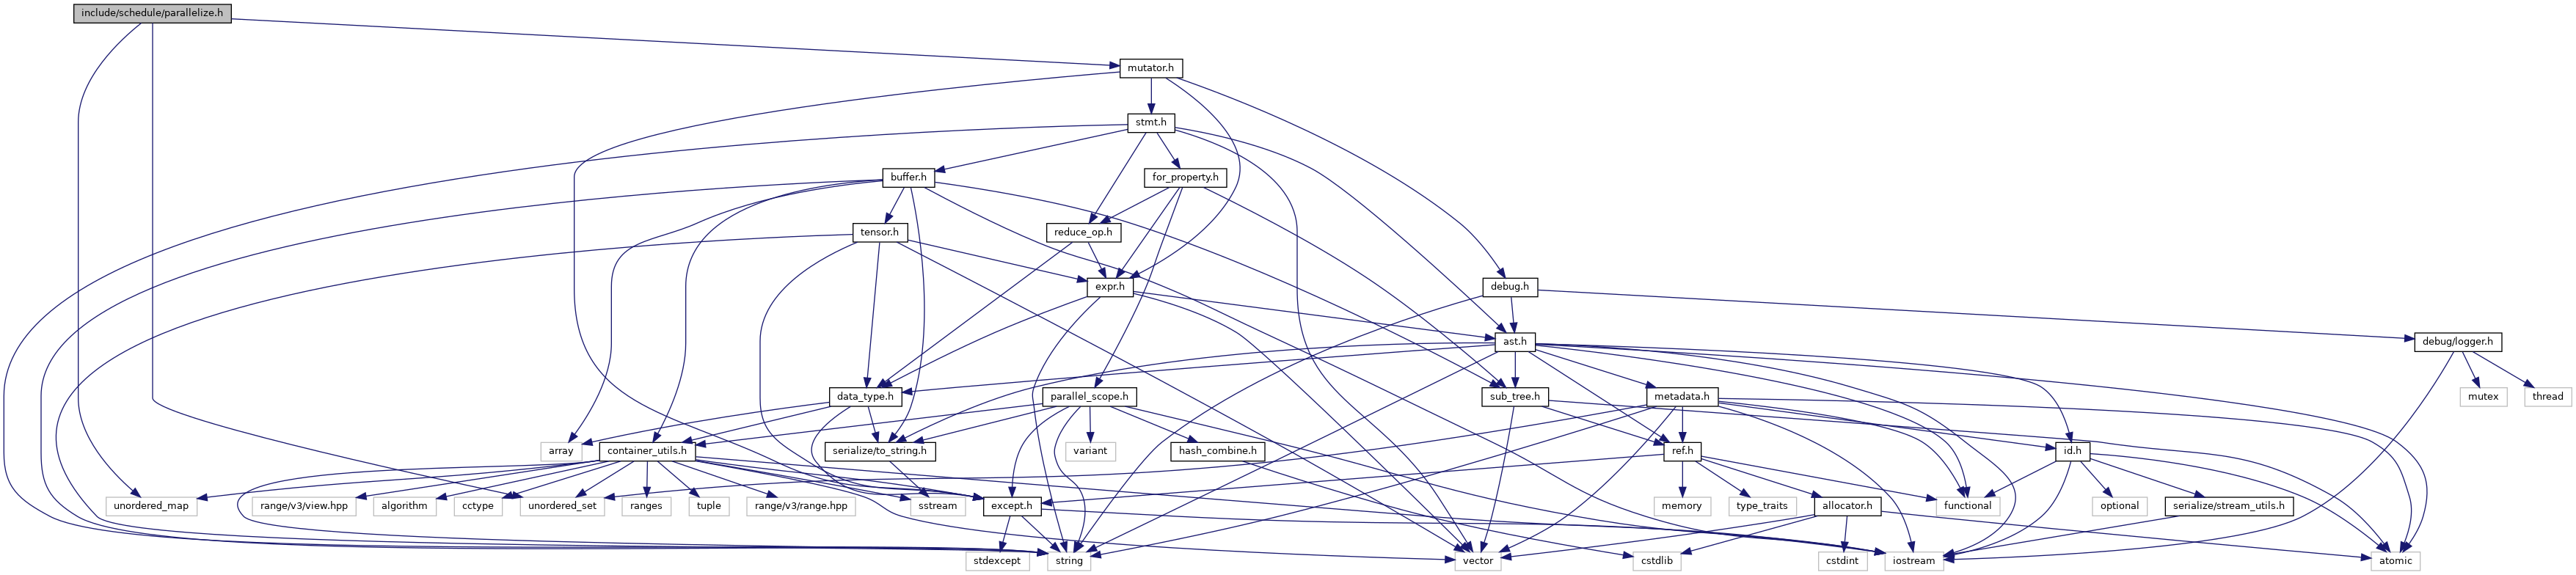 include/schedule/parallelize.h
mutator.h
stmt.h
buffer.h
for_property.h
tensor.h
reduce_op.h
expr.h
debug.h
ast.h
debug/logger.h
data_type.h
parallel_scope.h
sub_tree.h
metadata.h
mutex
thread
array
container_utils.h
serialize/to_string.h
variant
hash_combine.h
ref.h
id.h
unordered_map
range/v3/view.hpp
algorithm
cctype
unordered_set
ranges
tuple
range/v3/range.hpp
sstream
except.h
memory
type_traits
allocator.h
functional
optional
serialize/stream_utils.h
stdexcept
string
vector
cstdlib
cstdint
iostream
atomic